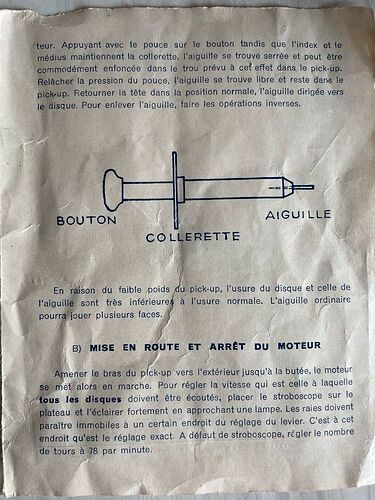 teur. Appuyant avec le pouce sur le bouton tandis que l'index et le
médius maintiennent la collerette, l'aiguille se trouve serrée et peut être
commodément enfoncée dans le trou prévu à cet effet dans le pick-up.
Relâcher la pression du pouce, l'aiguille se trouve libre et reste dans le
pick-up. Retourner la tête dans la position normale, l'aiguille dirigée vers
le disque. Pour enlever l'aiguille, faire les opérations inverses.
BOUTON
AIGUILLE
COLLERETTE
En raison du faible poids du pick-up, l'usure du disque et celle de
l'aiguille sont très inférieures à l'usure normale. L'aiguille ordinaire
pourra jouer plusieurs faces.
B) MISE EN ROUTE ET ARRÊT DU MOTEUR
Amener le bras du pick-up vers l'extérieur jusqu'à la butée, le moteur
se met alors en marche. Pour régler la vitesse qui est celle à laquelle
tous les disques doivent être écoutés, placer le stroboscope sur le
plateau et l'éclairer fortement en approchant une lampe. Les raies doivent
paraître immobiles à un certain endroit du réglage du levier. C'est à cet
endroit qu'est le réglage exact. A défaut de stroboscope, régler le nombre
de tours à 78 par minute.